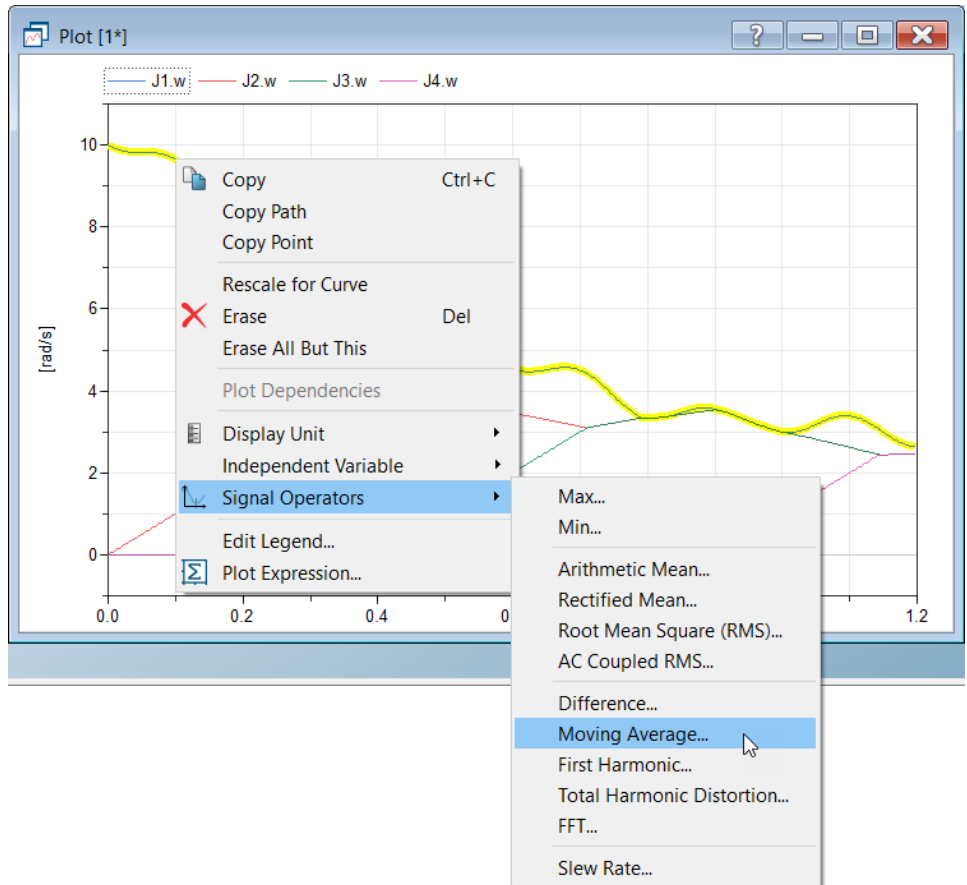 Plot [1*]
?
J1.w J2.w J3.w J4.w
10
8
6
4
2
0
[rad/s]
0.0 0.2 0.4 0 1.2
Copy Ctrl+C
Copy Path
Copy Point
Rescale for Curve
Erase Del
Erase All But This
Plot Dependencies
Display Unit
Independent Variable
Signal Operators
Edit Legend...
Σ Plot Expression...
Max...
Min...
Arithmetic Mean...
Rectified Mean...
Root Mean Square (RMS)...
AC Coupled RMS...
Difference...
Moving Average...
First Harmonic...
Total Harmonic Distortion...
FFT...
Slew Rate...